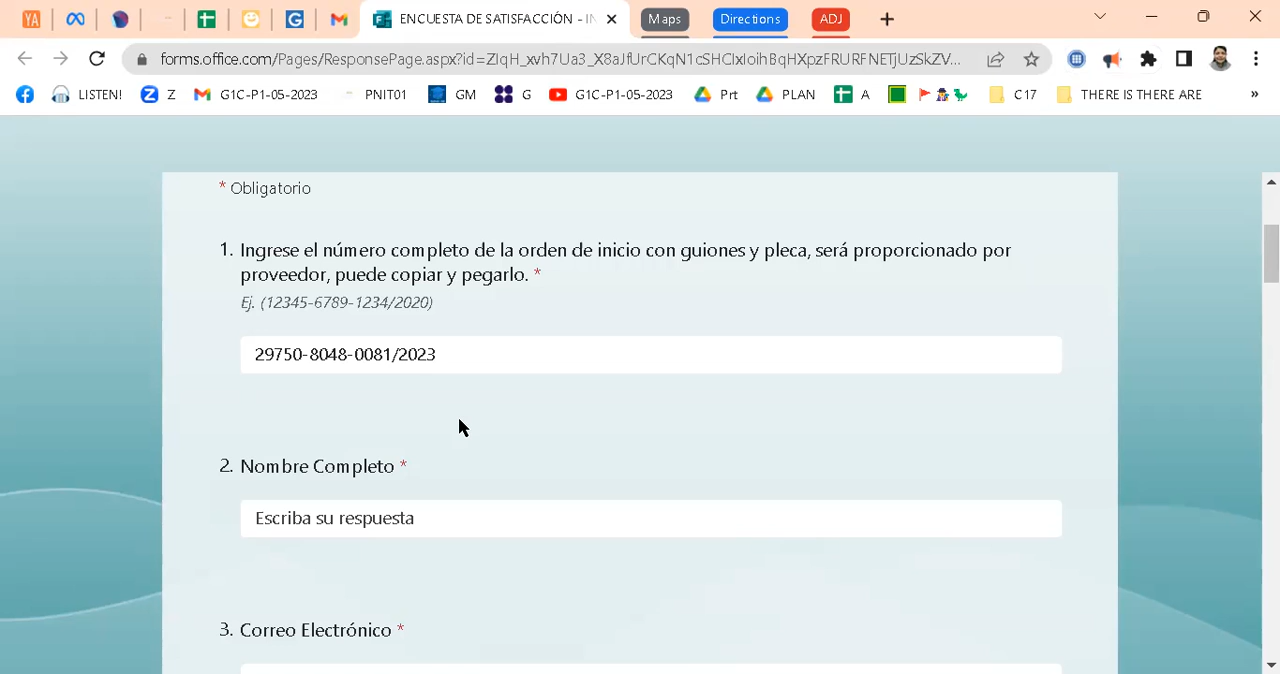 ENCUESTA DE SATISFACCIÓN - IN
Maps
Directions
ADJ
forms.office.com/Pages/ResponsePage.aspx?id=ZIqH_xvh7Ua3_X8aJfUrCKqN1cSHClxIoihBqHXpzFRURFNETjUzSkZV...
LISTEN!
Z
G1C-P1-05-2023
PNIT01
GM
G
G1C-P1-05-2023
Prt
PLAN
A
C17
THERE IS THERE ARE
»
* Obligatorio
1. Ingrese el número completo de la orden de inicio con guiones y pleca, será proporcionado por
proveedor, puede copiar y pegarlo. *
Ej. (12345-6789-1234/2020)
29750-8048-0081/2023
2. Nombre Completo *
Escriba su respuesta
3. Correo Electrónico *